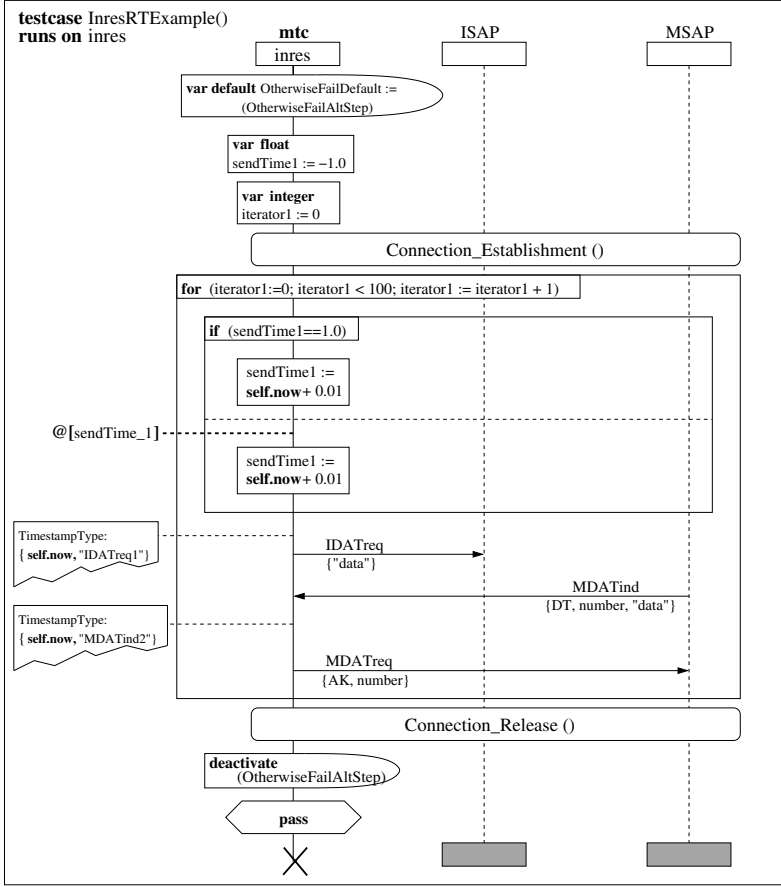 testcase InresRTExample()
runs on inres
mtc
ISAP
MSAP
inres
var default OtherwiseFailDefault :=
(OtherwiseFailAltStep)
var float
sendTime1 := −1.0
var integer
iterator1 := 0
Connection_Establishment ()
for (iterator1:=0; iterator1 < 100; iterator1 := iterator1 + 1)
if (sendTime1==1.0)
sendTime1 :=
self.now + 0.01
@[sendTime_1]
sendTime1 :=
self.now + 0.01
TimestampType:
{ self.now, "IDATreq1"}
IDATreq
{"data"}
MDATind
{DT, number, "data"}
TimestampType:
{ self.now, "MDATind2"}
MDATreq
{AK, number}
Connection_Release ()
deactivate
(OtherwiseFailAltStep)
pass